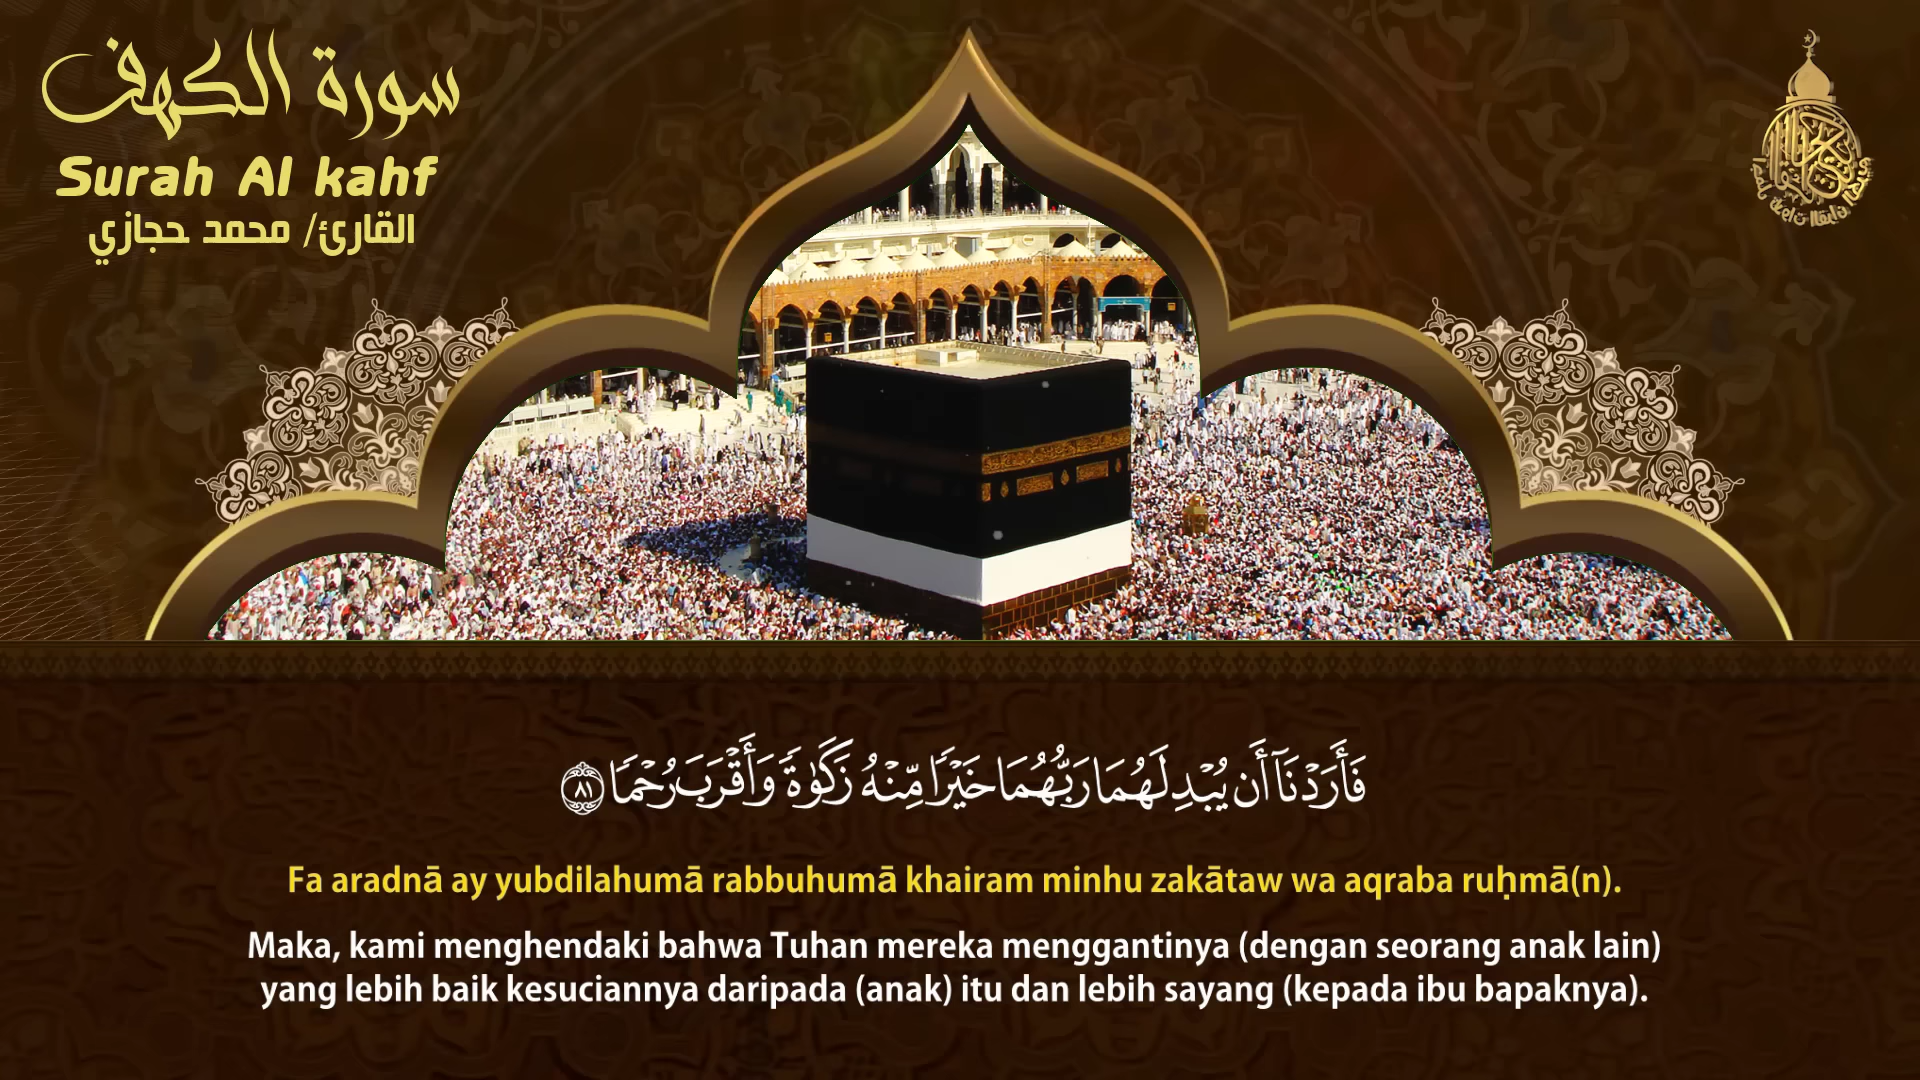 سورة الكهف
Surah Al kahf
القارئ/ محمد حجازي
فَأَرَدْنَآ أَن يُبْدِلَهُمَا رَبُّهُمَا خَيْرًا مِّنْهُ زَكَوٰةً وَأَقْرَبَ رُحْمًا ٨١
Fa aradnā ay yubdilahumā rabbuhumā khairam minhu zakātaw wa aqraba ruḥmā(n).
Maka, kami menghendaki bahwa Tuhan mereka menggantinya (dengan seorang anak lain)
yang lebih baik kesuciannya daripada (anak) itu dan lebih sayang (kepada ibu bapaknya).